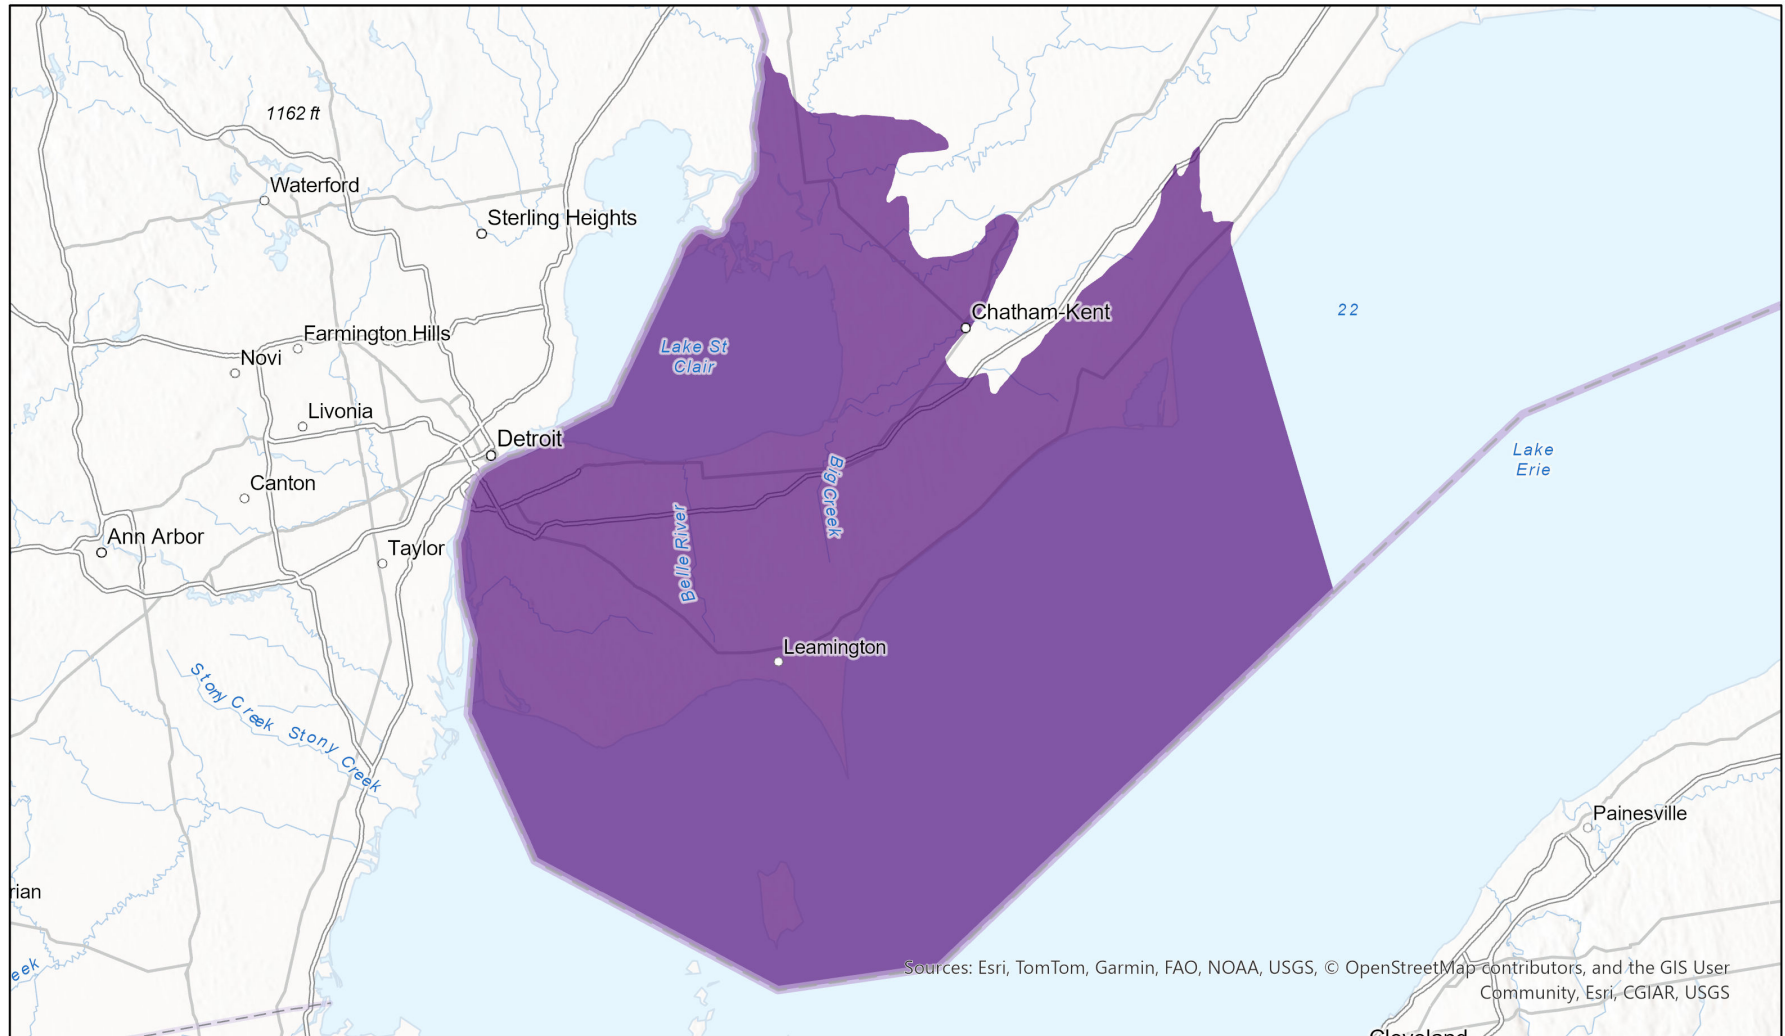 1162 ft
Waterford
Sterling Heights
Chatham-Kent
22
Farmington Hills
Novi
Lake St
Clair
Livonia
Detroit
Lake
Erie
Canton
Big Creek
Ann Arbor
Taylor
Belle River
Leamington
Stony Creek
Stony Creek
Painesville
rian
eek
Sources: Esri, TomTom, Garmin, FAO, NOAA, USGS, © OpenStreetMap contributors, and the GIS User
Community, Esri, CGIAR, USGS
Cleveland